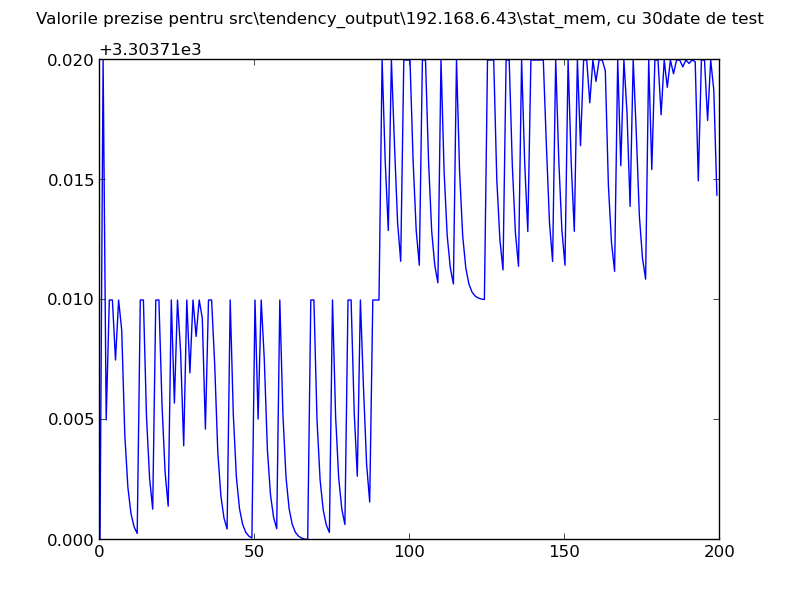 Valorile prezise pentru src\tendency_output\192.168.6.43\stat_mem, cu 30date de test
+3.30371e3
0.020
0.015
0.010
0.005
0.000
0 50 100 150 200